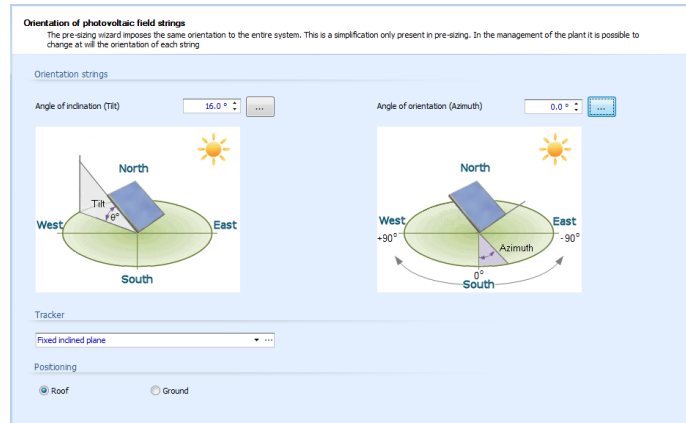 Orientation of photovoltaic field strings
The pre-sizing wizard imposes the same orientation to the entire system. This is a simplification only present in pre-sizing. In the management of the plant it is possible to
change at will the orientation of each string
Orientation strings
Angle of inclination (Tilt)
16.0 °
...
Angle of orientation (Azimuth)
0.0 °
...
North
Tilt
θ°
West
East
South
North
West
East
+90°
-90°
Azimuth
0°
South
Tracker
Fixed inclined plane
...
Positioning
Roof
Ground